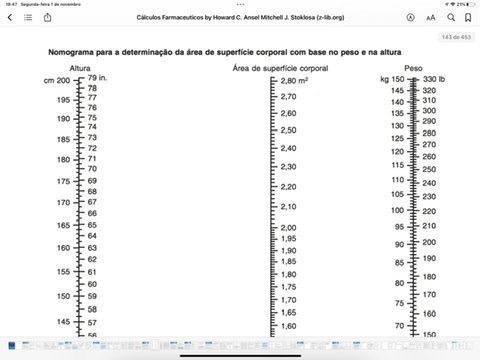 18:47 Segunda-feira 1 de novembro
21%
Cálculos Farmaceuticos by Howard C. Ansel Mitchell J. Stoklosa (z-lib.org)
AA
143 de 453
Nomograma para a determinação da área de superfície corporal com base no peso e na altura
Altura Área de superfície corporal Peso
cm 200 79 in. 2,80 m² kg 150 330 lb
78 145 320
195 77 2,70 140 310
76 135 300
190 75 2,60 130 290
74 280
185 73 2,50 125 270
72 120 260
180 71 2,40 115 250
70 2,30 110 240
175 69 105 230
68 2,20 220
170 67 2,10 100 210
66
165 65 2,00 95 200
64 1,95
160 63 1,90 90 190
62 1,85
155 61 1,80 85 180
60 1,75 80 170
150 59 1,70 75 160
58 1,65
145 57 1,60 70 150
56